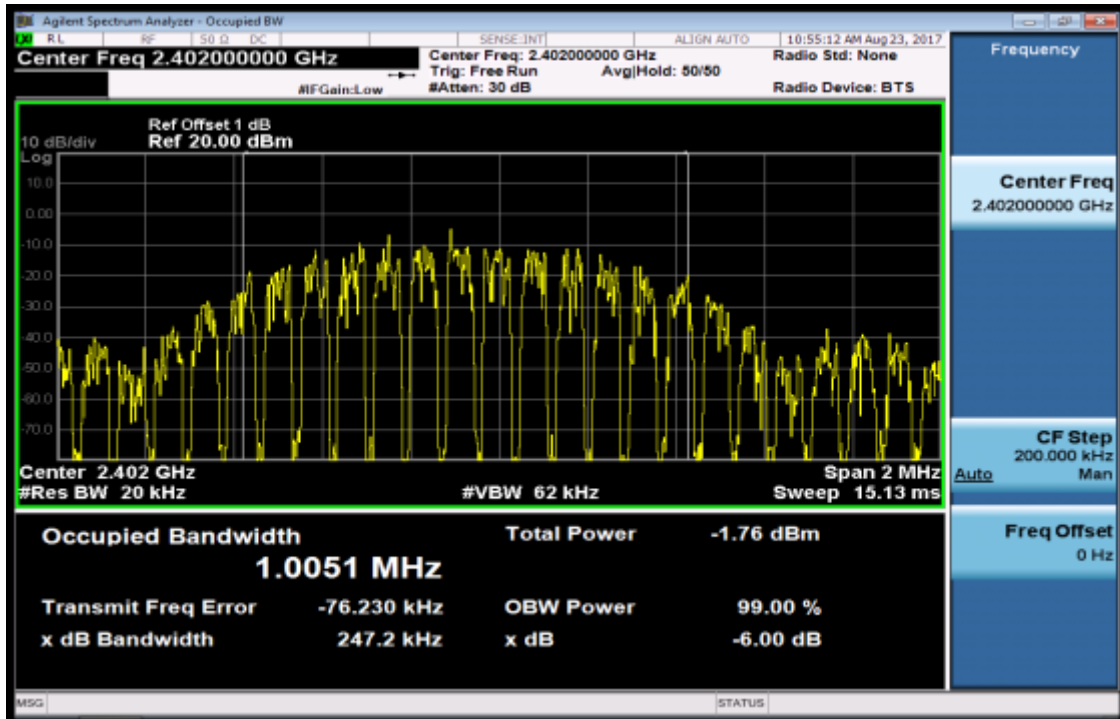 Agilent Spectrum Analyzer - Occupied BW
RL RF 50 Ω DC SENSE:INT ALIGN AUTO 10:55:12 AM Aug 23, 2017
Center Freq 2.402000000 GHz
Center Freq: 2.402000000 GHz Radio Std: None
Trig: Free Run Avg|Hold: 50/50
#IFGain:Low #Atten: 30 dB Radio Device: BTS
Ref Offset 1 dB
10 dB/div Ref 20.00 dBm
Log
10.0
0.00
-10.0
-20.0
-30.0
-40.0
-50.0
-60.0
-70.0
Center 2.402 GHz Span 2 MHz
#Res BW 20 kHz #VBW 62 kHz Sweep 15.13 ms
Occupied Bandwidth Total Power -1.76 dBm
1.0051 MHz
Transmit Freq Error -76.230 kHz OBW Power 99.00 %
x dB Bandwidth 247.2 kHz x dB -6.00 dB
MSG STATUS
Frequency
Center Freq
2.402000000 GHz
CF Step
200.000 kHz
Auto Man
Freq Offset
0 Hz